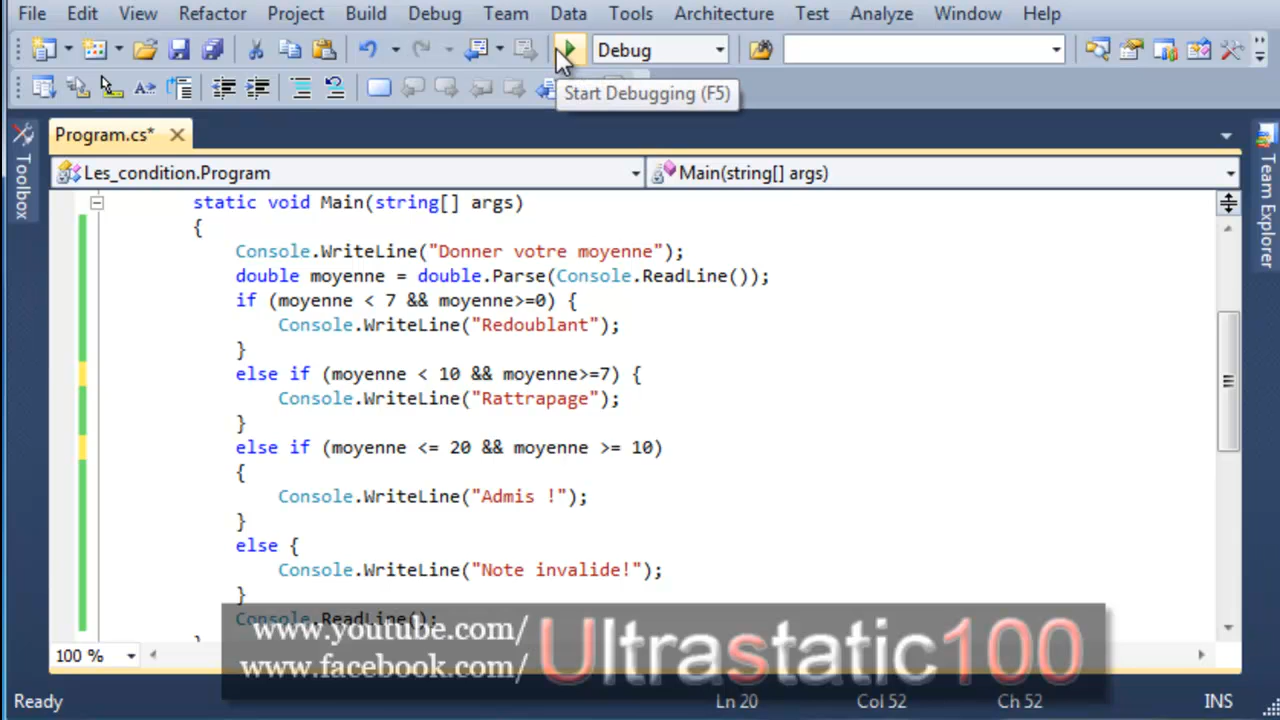 File Edit View Refactor Project Build Debug Team Data Tools Architecture Test Analyze Window Help
Debug
Start Debugging (F5)
Program.cs*
Toolbox
Team Explorer
Les_condition.Program
Main(string[] args)
static void Main(string[] args)
{
Console.WriteLine("Donner votre moyenne");
double moyenne = double.Parse(Console.ReadLine());
if (moyenne < 7 && moyenne>=0) {
Console.WriteLine("Redoublant");
}
else if (moyenne < 10 && moyenne>=7) {
Console.WriteLine("Rattrapage");
}
else if (moyenne <= 20 && moyenne >= 10)
{
Console.WriteLine("Admis !");
}
else {
Console.WriteLine("Note invalide!");
}
Console.ReadLine();
www.youtube.com/
www.facebook.com/
Ultrastatic100
100 %
Ready Ln 20 Col 52 Ch 52 INS